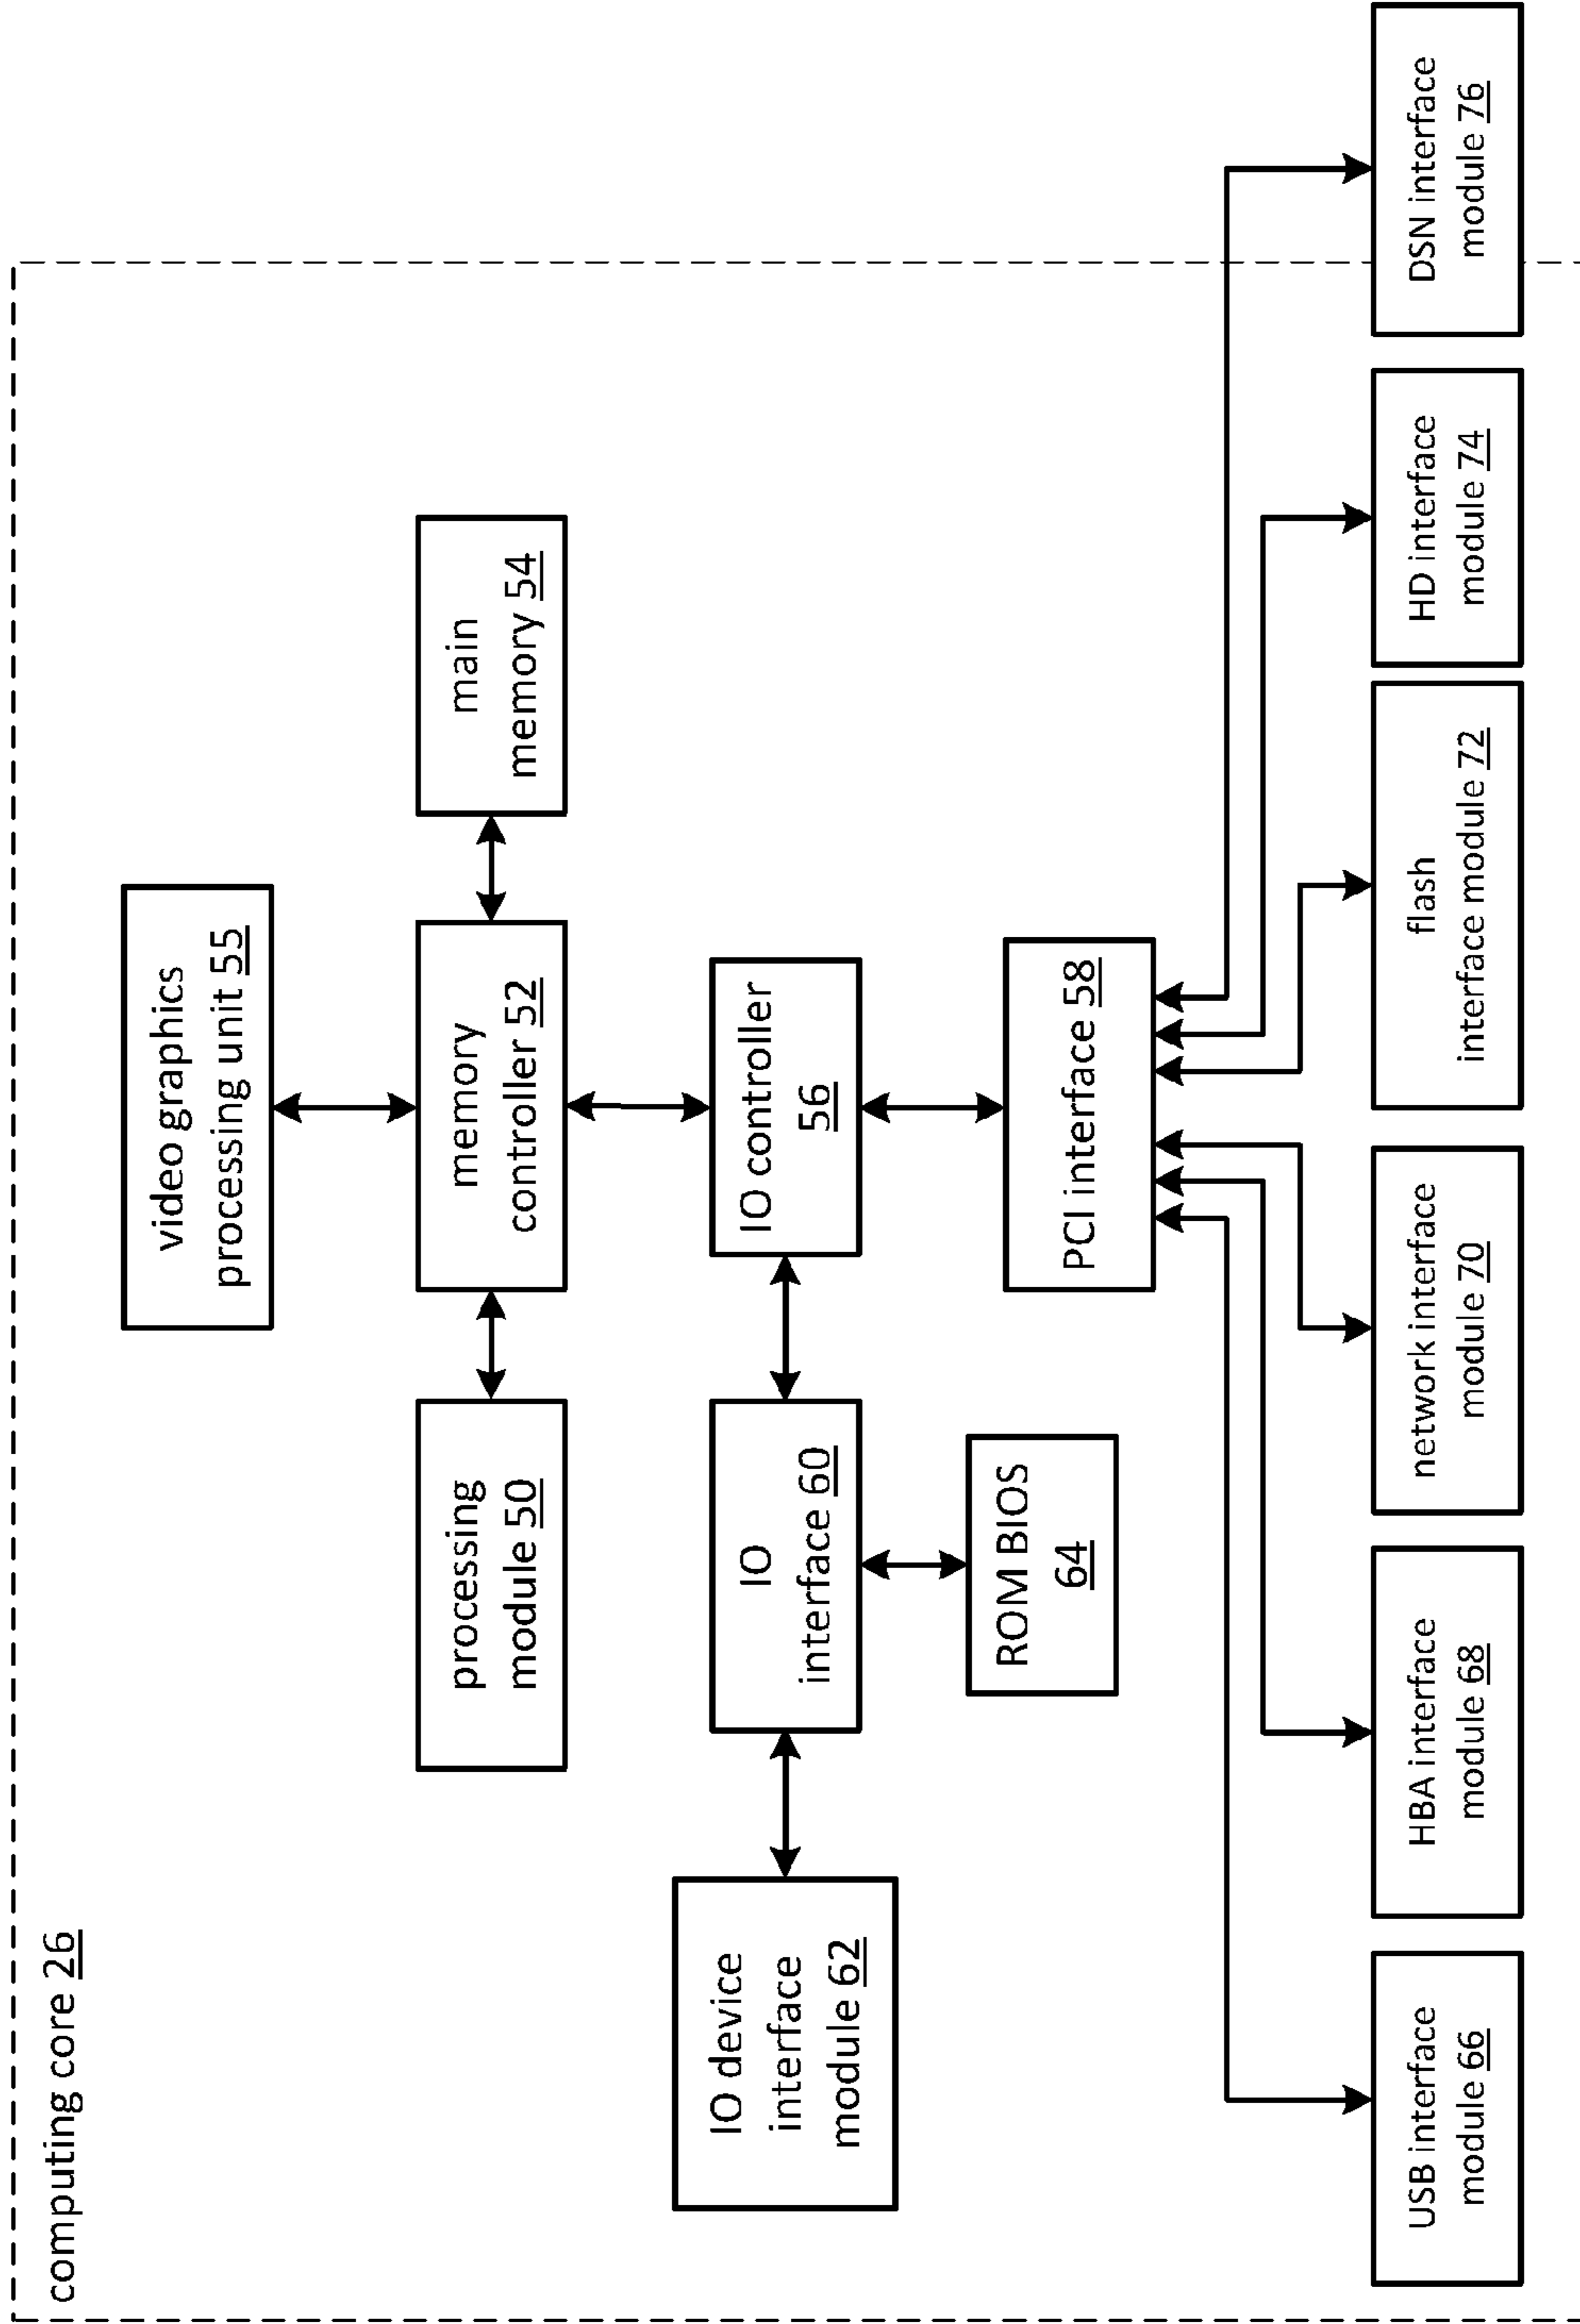 computing core 26
video graphics
processing unit 55
processing
module 50
memory
controller 52
main
memory 54
IO device
interface
module 62
IO
interface 60
IO controller
56
ROM BIOS
64
PCI interface 58
USB interface
module 66
HBA interface
module 68
network interface
module 70
flash
interface module 72
HD interface
module 74
DSN interface
module 76